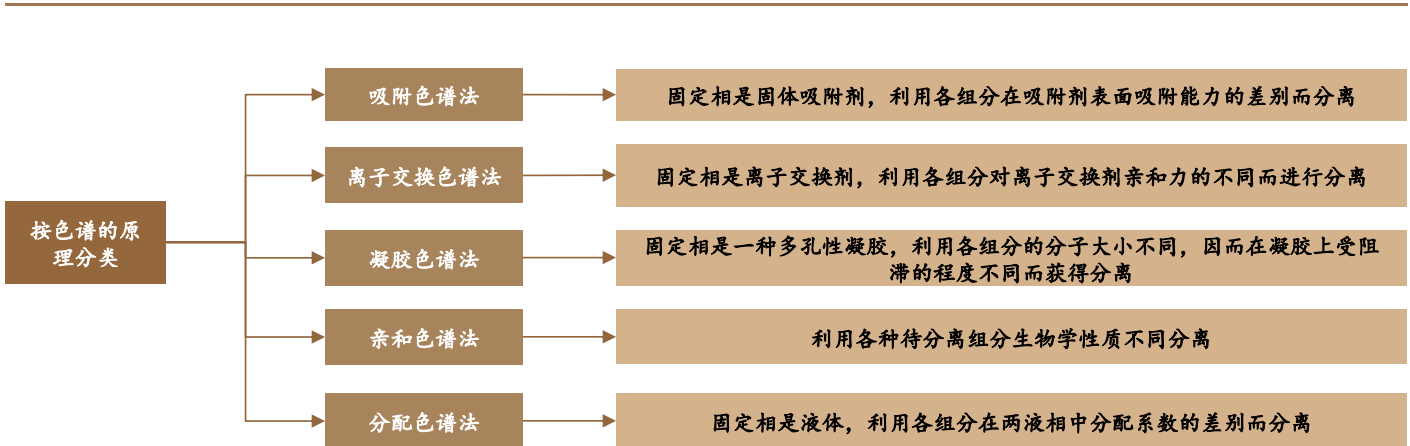 按色谱的原
理分类
吸附色谱法
固定相是固体吸附剂，利用各组分在吸附剂表面吸附能力的差别而分离
离子交换色谱法
固定相是离子交换剂，利用各组分对离子交换剂亲和力的不同而进行分离
凝胶色谱法
固定相是一种多孔性凝胶，利用各组分的分子大小不同，因而在凝胶上受阻
滞的程度不同而获得分离
亲和色谱法
利用各种待分离组分生物学性质不同分离
分配色谱法
固定相是液体，利用各组分在两液相中分配系数的差别而分离